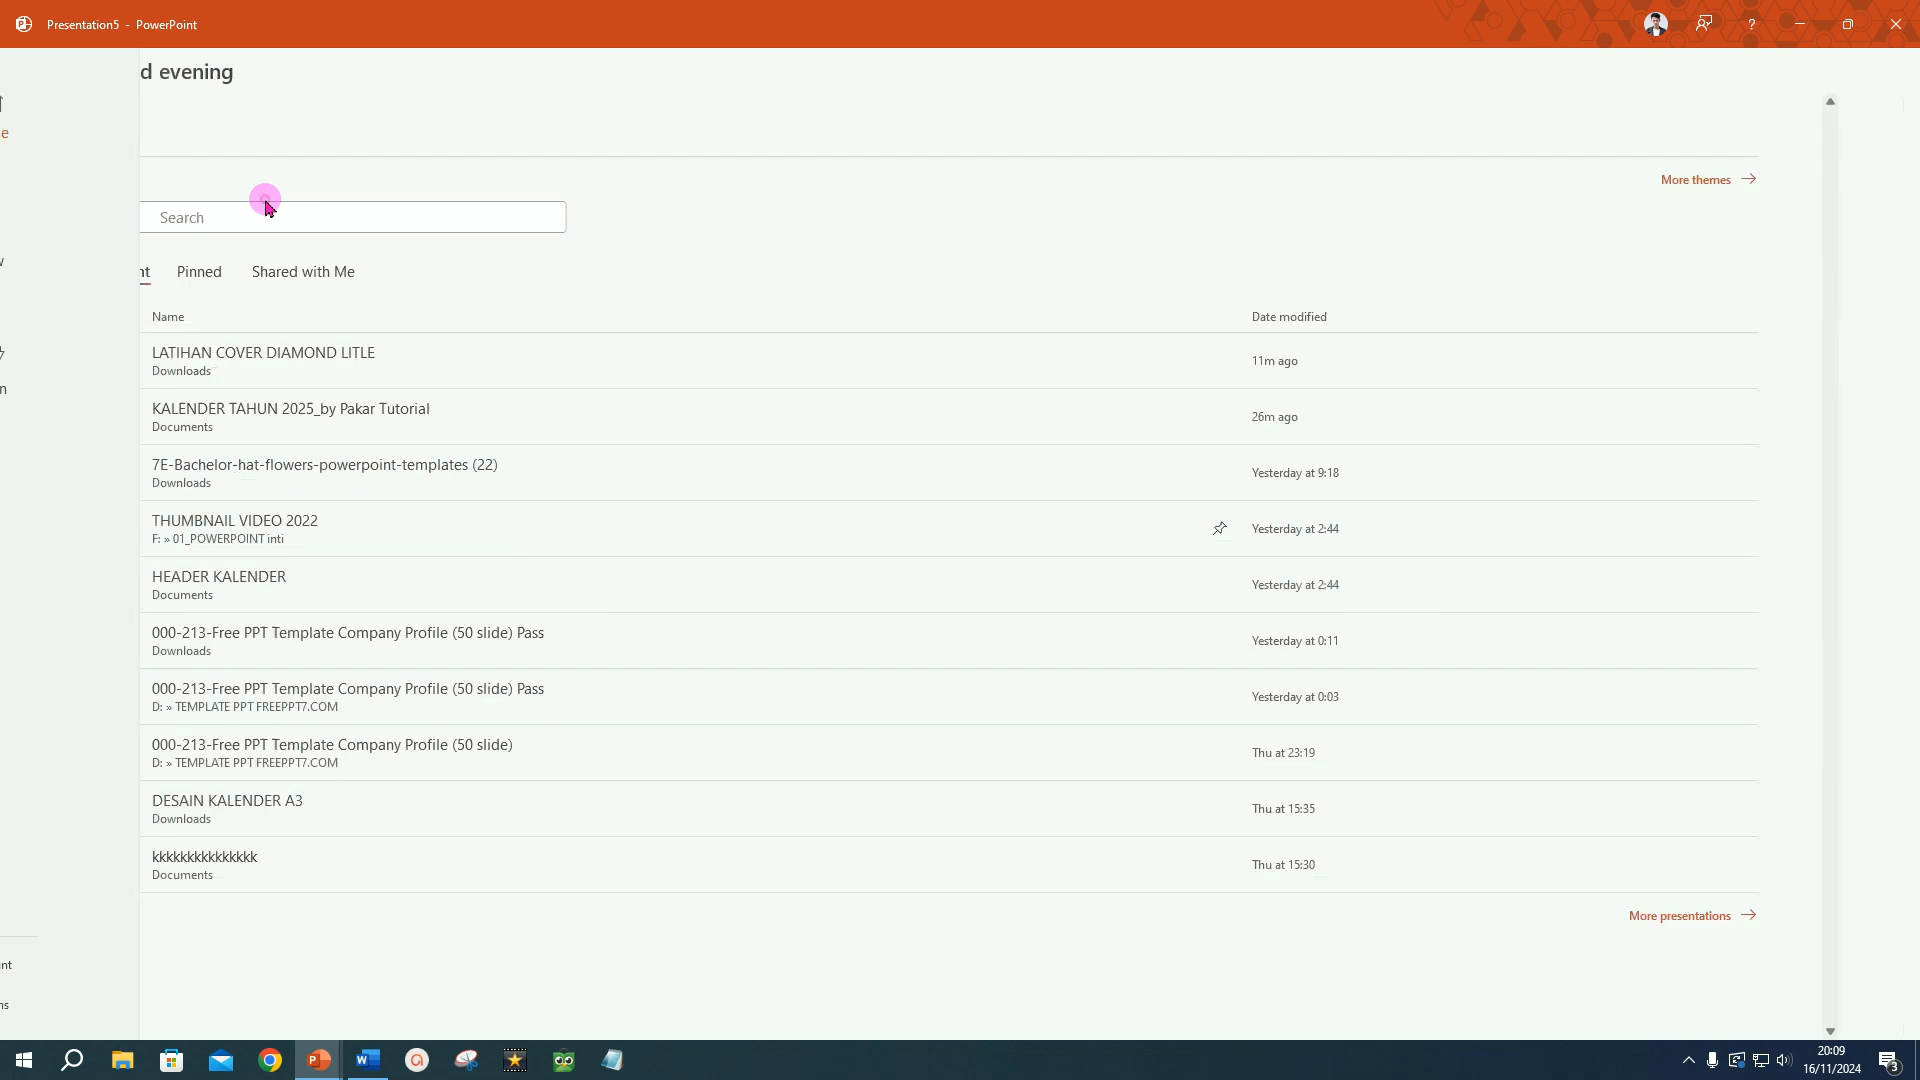 Presentation5 - PowerPoint
?
d evening
e
More themes
Search
nt Pinned Shared with Me
Name Date modified
LATIHAN COVER DIAMOND LITLE
Downloads
11m ago
KALENDER TAHUN 2025_by Pakar Tutorial
Documents
26m ago
n
7E-Bachelor-hat-flowers-powerpoint-templates (22)
Downloads
Yesterday at 9:18
THUMBNAIL VIDEO 2022
F: » 01_POWERPOINT inti
Yesterday at 2:44
HEADER KALENDER
Documents
Yesterday at 2:44
000-213-Free PPT Template Company Profile (50 slide) Pass
Downloads
Yesterday at 0:11
000-213-Free PPT Template Company Profile (50 slide) Pass
D: » TEMPLATE PPT FREEPPT7.COM
Yesterday at 0:03
000-213-Free PPT Template Company Profile (50 slide)
D: » TEMPLATE PPT FREEPPT7.COM
Thu at 23:19
DESAIN KALENDER A3
Downloads
Thu at 15:35
kkkkkkkkkkkkkkk
Documents
Thu at 15:30
More presentations
nt
ns
20:09
16/11/2024
3